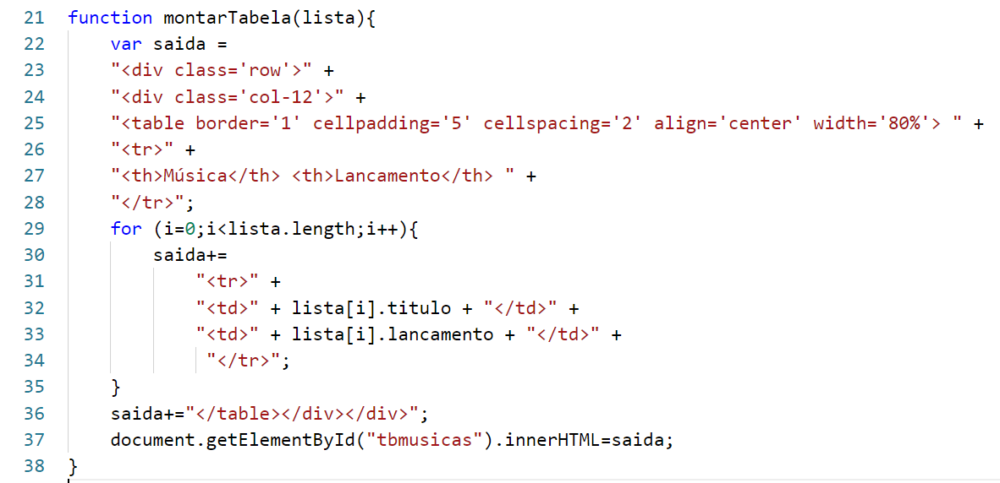 21 function montarTabela(lista){
22     var saida =
23     "<div class='row'>" +
24     "<div class='col-12'>" +
25     "<table border='1' cellpadding='5' cellspacing='2' align='center' width='80%'> " +
26     "<tr>" +
27     "<th>Música</th> <th>Lancamento</th> " +
28     "</tr>";
29     for (i=0;i<lista.length;i++){
30         saida+=
31             "<tr>" +
32             "<td>" + lista[i].titulo + "</td>" +
33             "<td>" + lista[i].lancamento + "</td>" +
34              "</tr>";
35     }
36     saida+="</table></div></div>";
37     document.getElementById("tbmusicas").innerHTML=saida;
38 }